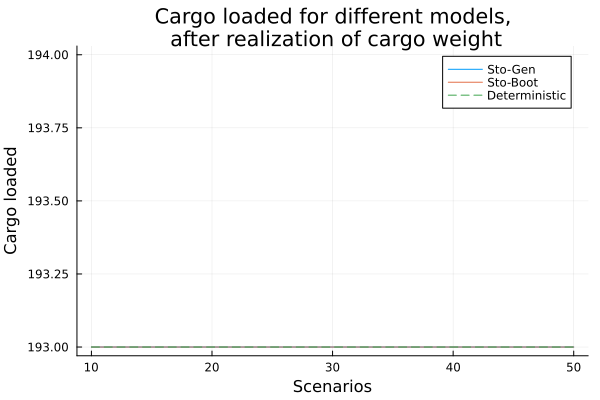 Cargo loaded for different models,
after realization of cargo weight
Sto-Gen
Sto-Boot
Deterministic
Cargo loaded
194.00
193.75
193.50
193.25
193.00
10 20 30 40 50
Scenarios